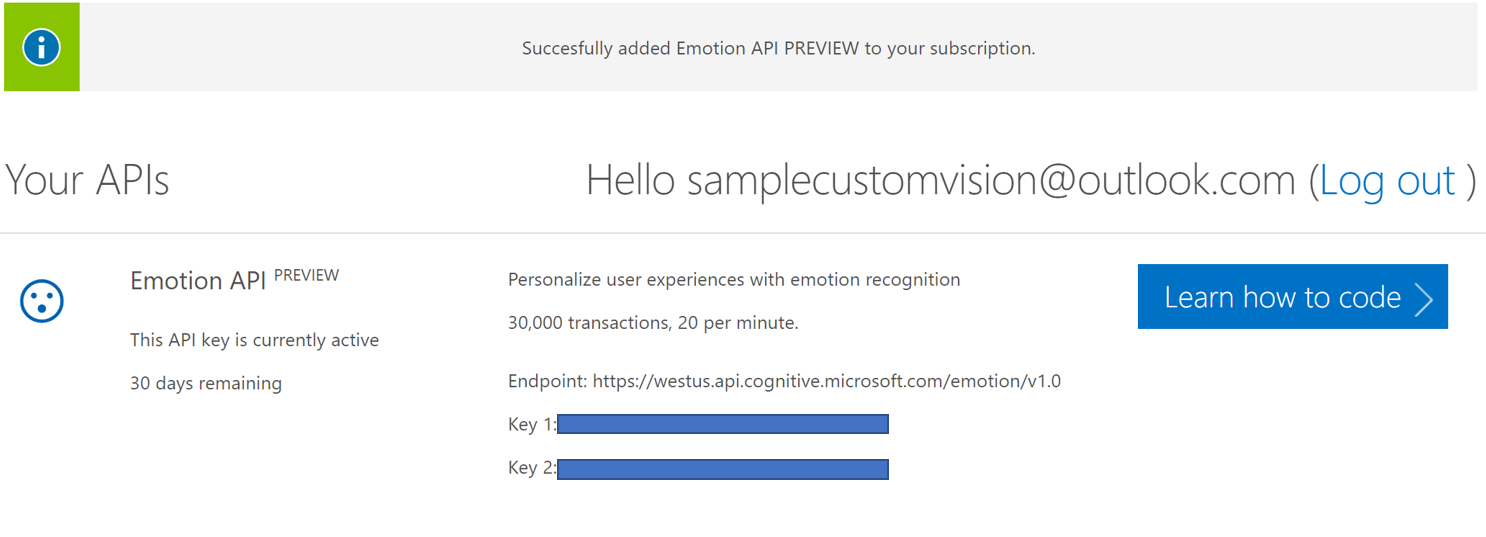 Succesfully added Emotion API PREVIEW to your subscription.
Your APIs
Hello samplecustomvision@outlook.com (Log out )
Emotion API PREVIEW
This API key is currently active
30 days remaining
Personalize user experiences with emotion recognition
30,000 transactions, 20 per minute.
Endpoint: https://westus.api.cognitive.microsoft.com/emotion/v1.0
Key 1:
Key 2:
Learn how to code